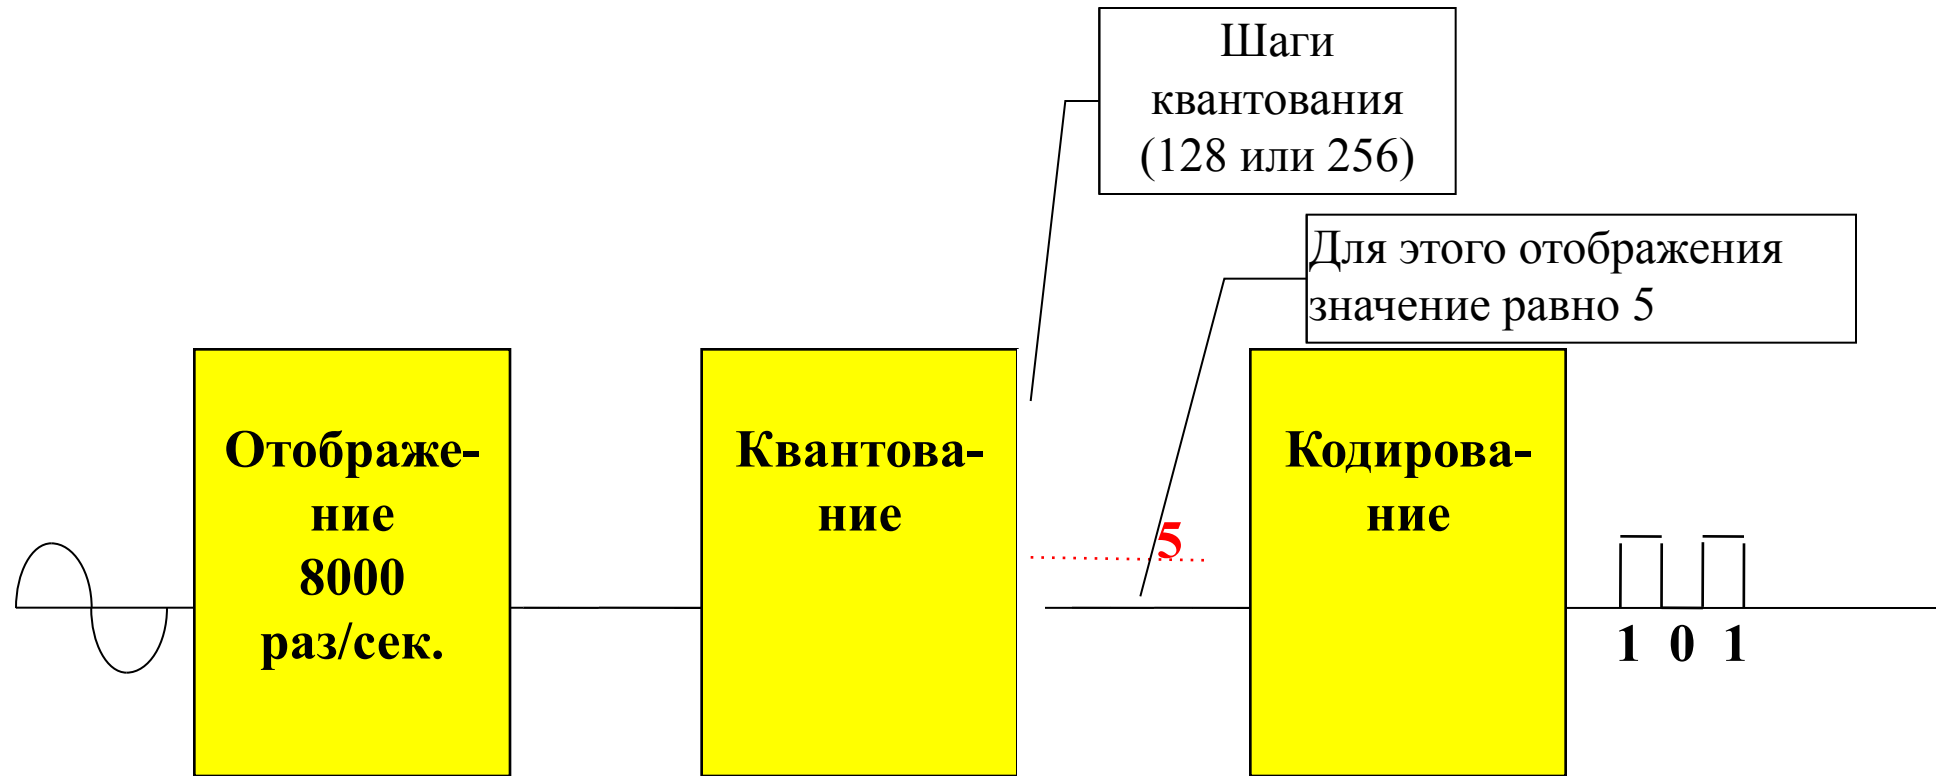 Шаги
квантования
(128 или 256)
Для этого отображения
значение равно 5
Отображе-
ние
8000
раз/сек.
Квантова-
ние
5
Кодирова-
ние
1 0 1